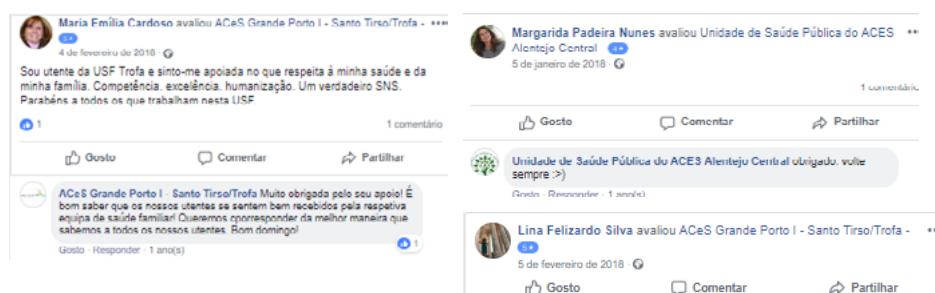 Maria Emília Cardoso avaliou ACeS Grande Porto I - Santo Tirso/Trofa -
5
4 de fevereiro de 2018
Sou utente da USF Trofa e sinto-me apoiada no que respeita à minha saúde e da
minha família. Competência. excelência. humanização. Um verdadeiro SNS.
Parabéns a todos os que trabalham nesta USF
1
1 comentário
Gosto Comentar Partilhar
ACeS Grande Porto I - Santo Tirso/Trofa Muito obrigada pelo seu apoio! É
bom saber que os nossos utentes se sentem bem recebidos pela respetiva
equipa de saúde familiar! Queremos cporresponder da melhor maneira que
sabemos a todos os nossos utentes. Bom domingo!
1
Gosto · Responder · 1 ano(s)
Margarida Padeira Nunes avaliou Unidade de Saúde Pública do ACES
Alentejo Central
5 de janeiro de 2018
1 comentário
Gosto Comentar Partilhar
Unidade de Saúde Pública do ACES Alentejo Central obrigado. volte
sempre :>)
Gosto · Responder · 1 ano(s)
Lina Felizardo Silva avaliou ACeS Grande Porto I - Santo Tirso/Trofa -
5
5 de fevereiro de 2018
Gosto Comentar Partilhar